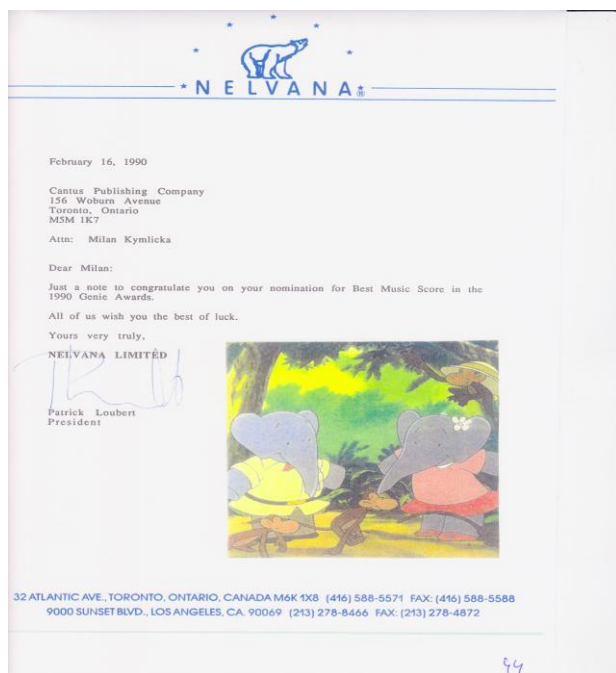 NELVANA®
February 16, 1990
Cantus Publishing Company
156 Woburn Avenue
Toronto, Ontario
M5M 1K7
Attn: Milan Kymlicka
Dear Milan:
Just a note to congratulate you on your nomination for Best Music Score in the
1990 Genie Awards.
All of us wish you the best of luck.
Yours very truly,
NELVANA LIMITED
Patrick Loubert
President
32 ATLANTIC AVE., TORONTO, ONTARIO, CANADA M6K 1X8 (416) 588-5571 FAX: (416) 588-5588
9000 SUNSET BLVD., LOS ANGELES, CA. 90069 (213) 278-8466 FAX: (213) 278-4872
44